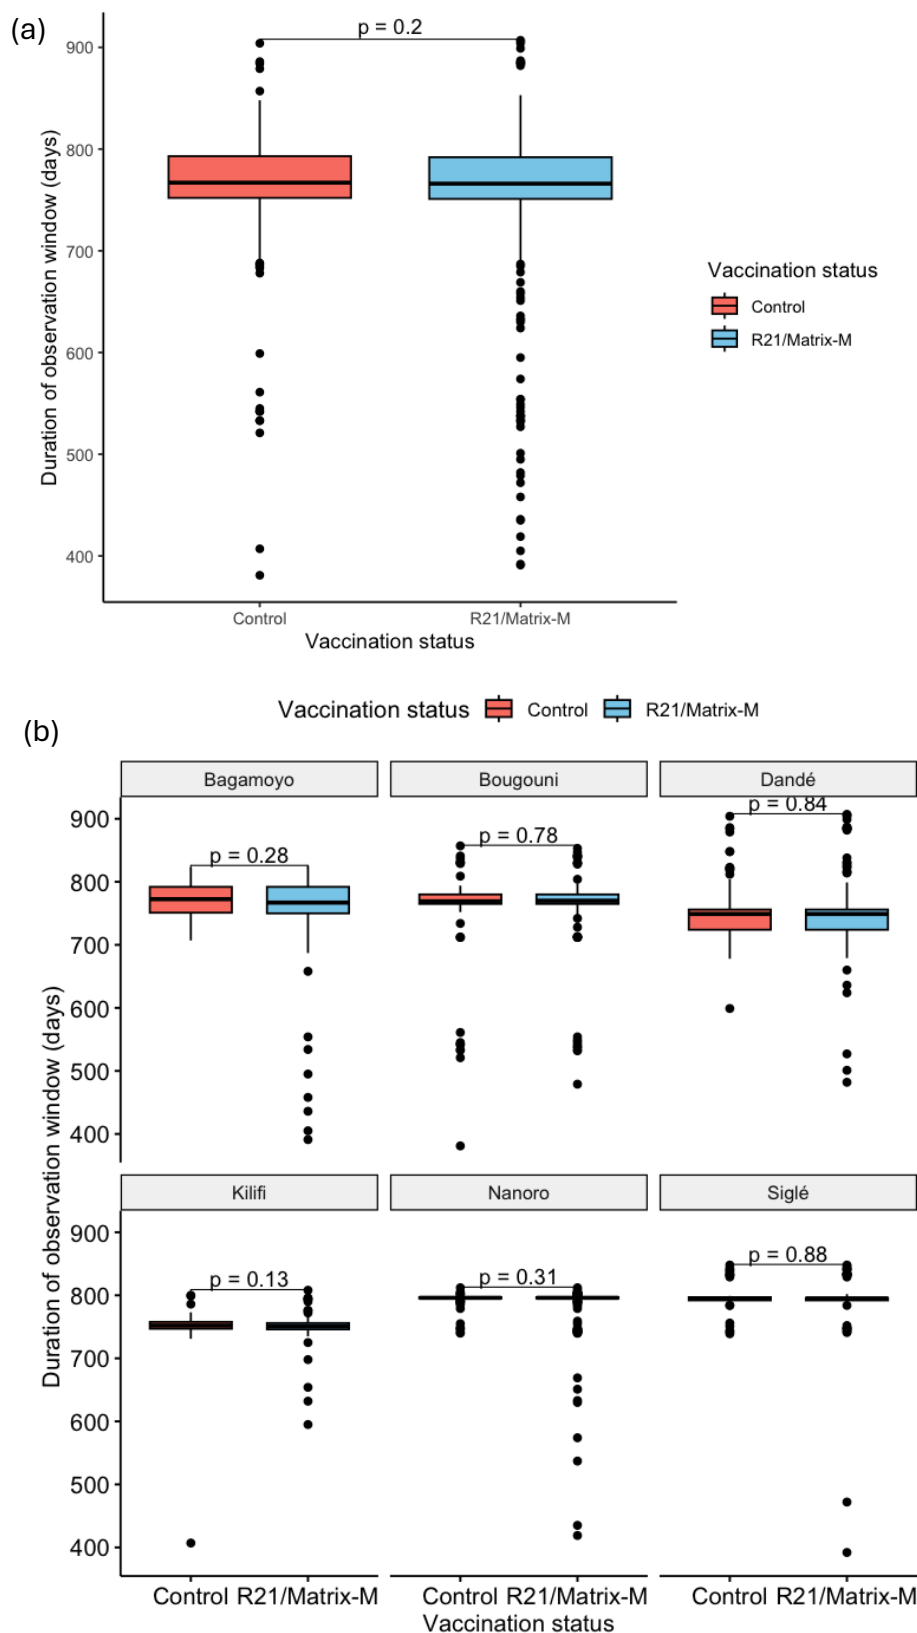 (a)
p = 0.2
900
800
700
600
500
400
Duration of observation window (days)
Control
R21/Matrix-M
Vaccination status
Vaccination status
Control
R21/Matrix-M
(b)
Vaccination status
Control
R21/Matrix-M
Bagamoyo
Bougouni
Dandé
p = 0.28
p = 0.78
p = 0.84
900
800
700
600
500
400
Duration of observation window (days)
Kilifi
Nanoro
Siglé
p = 0.13
p = 0.31
p = 0.88
900
800
700
600
500
400
Control R21/Matrix-M
Control R21/Matrix-M
Control R21/Matrix-M
Vaccination status